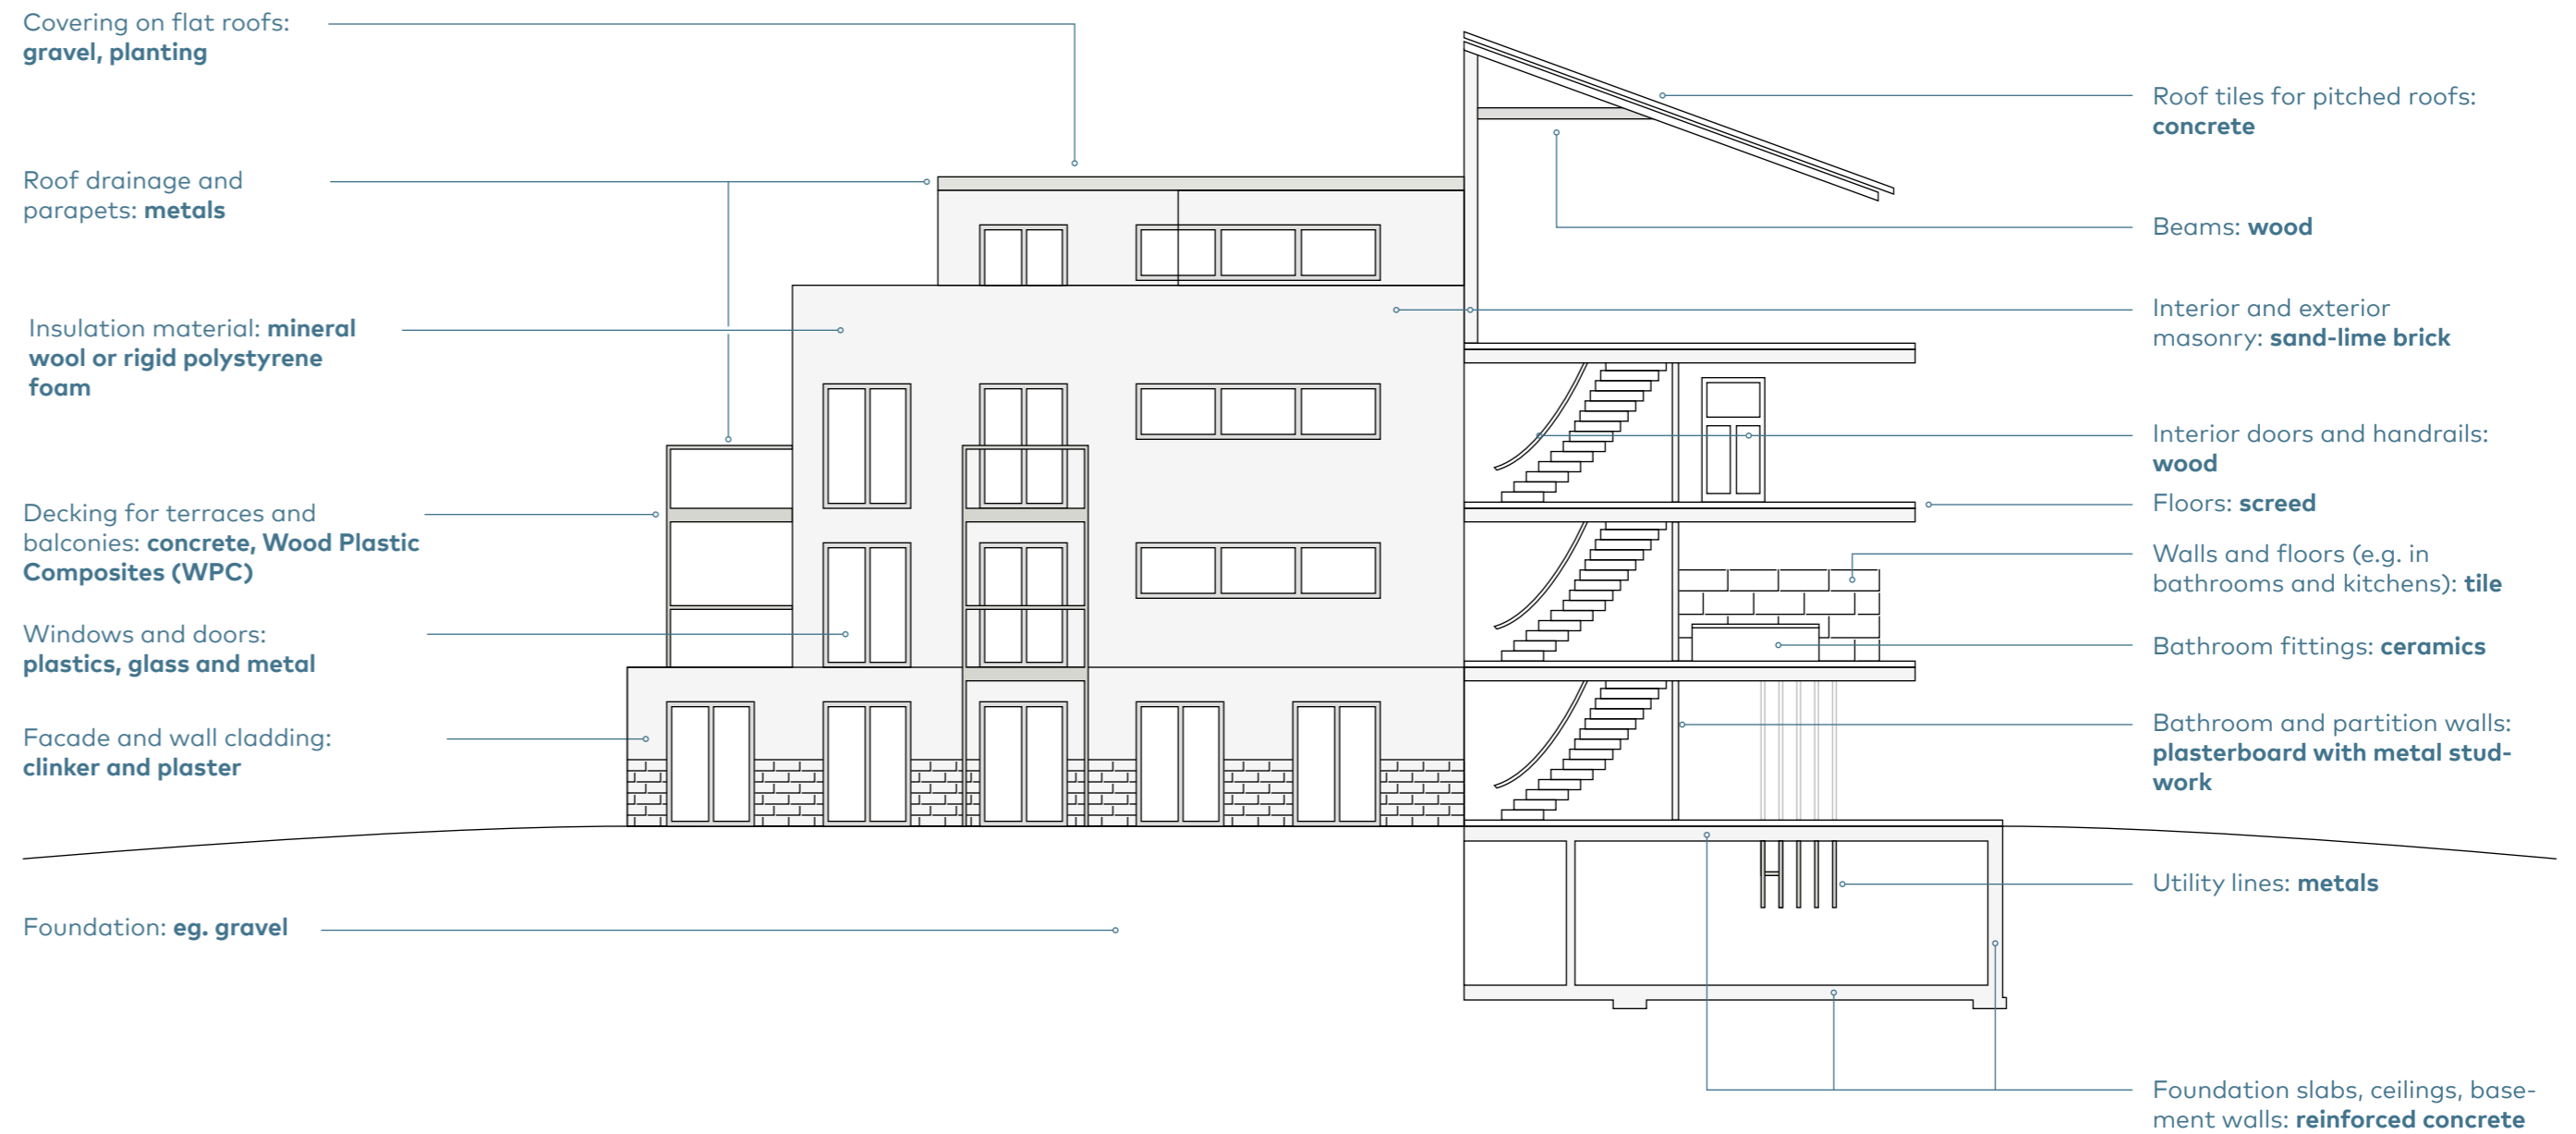 Covering on flat roofs:
gravel, planting
Roof drainage and
parapets: metals
Insulation material: mineral
wool or rigid polystyrene
foam
Decking for terraces and
balconies: concrete, Wood Plastic
Composites (WPC)
Windows and doors:
plastics, glass and metal
Facade and wall cladding:
clinker and plaster
Foundation: eg. gravel
Roof tiles for pitched roofs:
concrete
Beams: wood
Interior and exterior
masonry: sand-lime brick
Interior doors and handrails:
wood
Floors: screed
Walls and floors (e.g. in
bathrooms and kitchens): tile
Bathroom fittings: ceramics
Bathroom and partition walls:
plasterboard with metal stud-
work
Utility lines: metals
Foundation slabs, ceilings, base-
ment walls: reinforced concrete